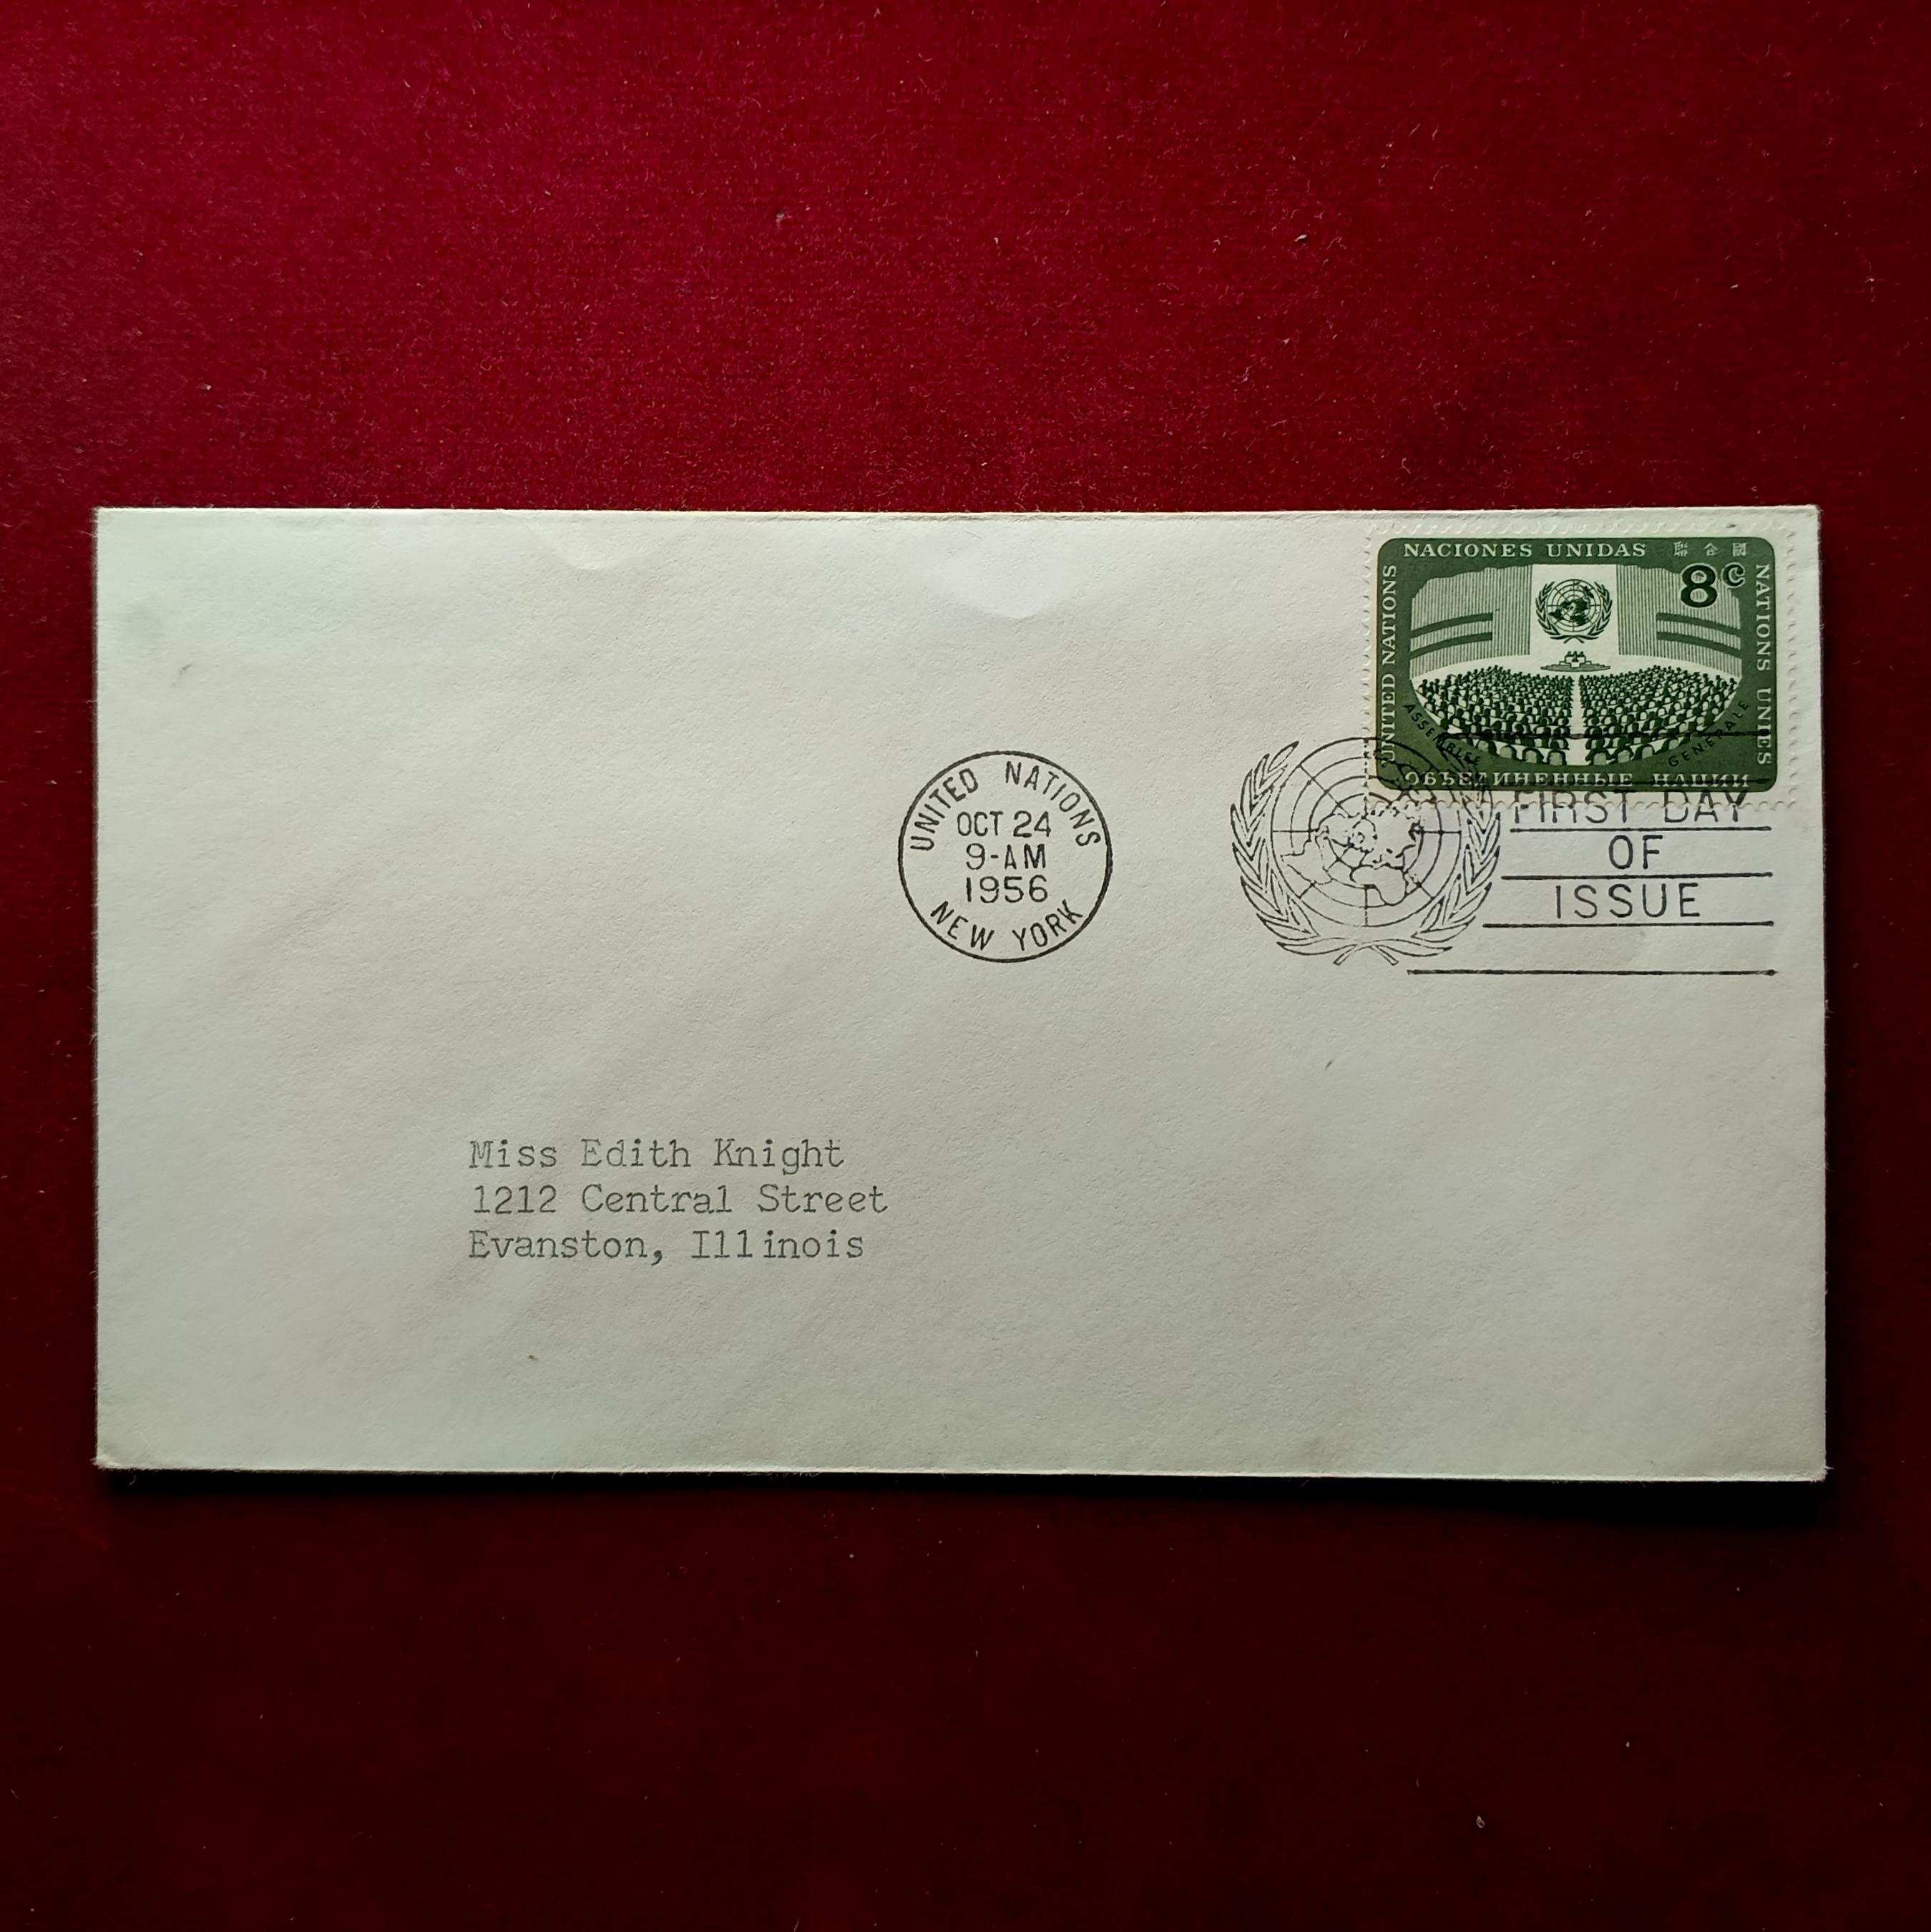 NACIONES UNIDAS 聯合國
8c
UNITED NATIONS
NATIONS UNIES
ASSEMBLEE GENERALE
ОБЪЕДИНЕННЫЕ НАЦИИ
UNITED NATIONS
OCT 24
9-AM
1956
NEW YORK
FIRST DAY
OF
ISSUE
Miss Edith Knight
1212 Central Street
Evanston, Illinois